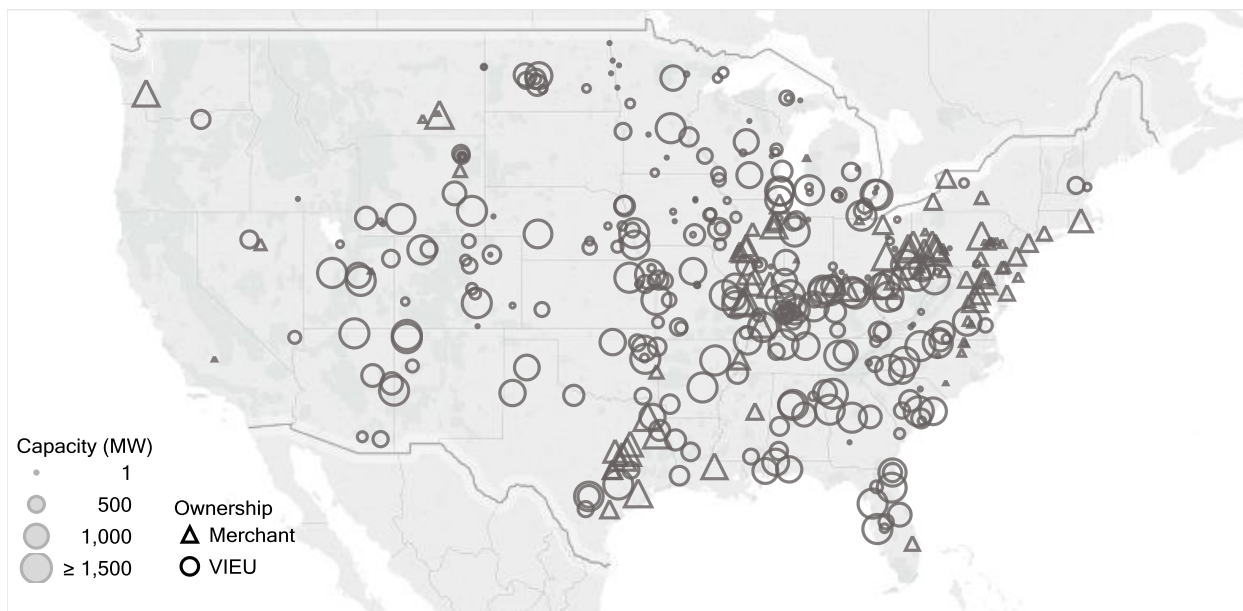 Capacity (MW)
1
500
1,000
≥ 1,500
Ownership
Merchant
VIEU